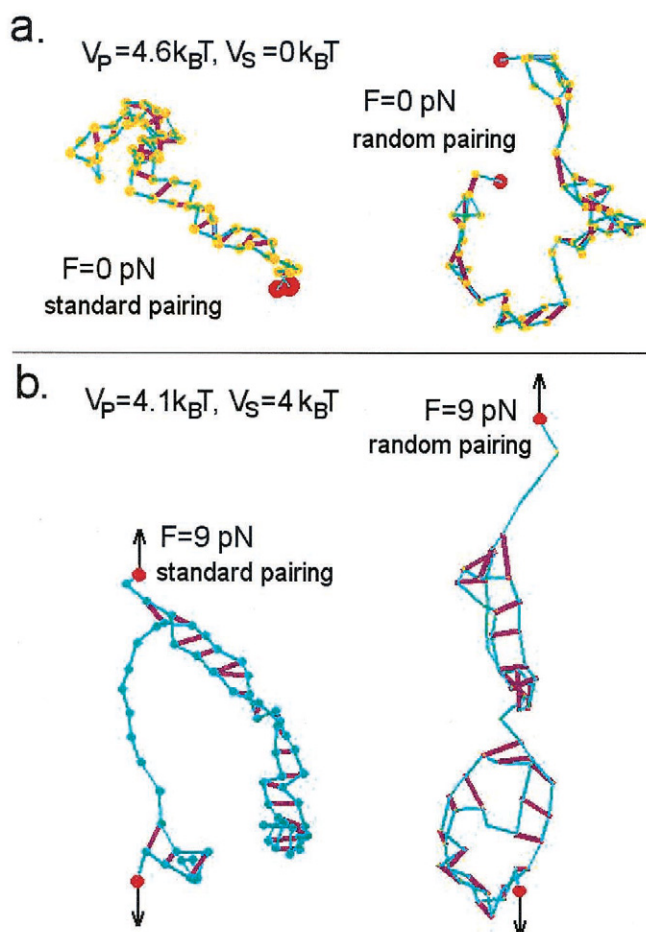 a.
V_P=4.6k_BT, V_S=0k_BT
F=0 pN
random pairing
F=0 pN
standard pairing
b.
V_P=4.1k_BT, V_S=4k_BT
F=9 pN
random pairing
F=9 pN
standard pairing